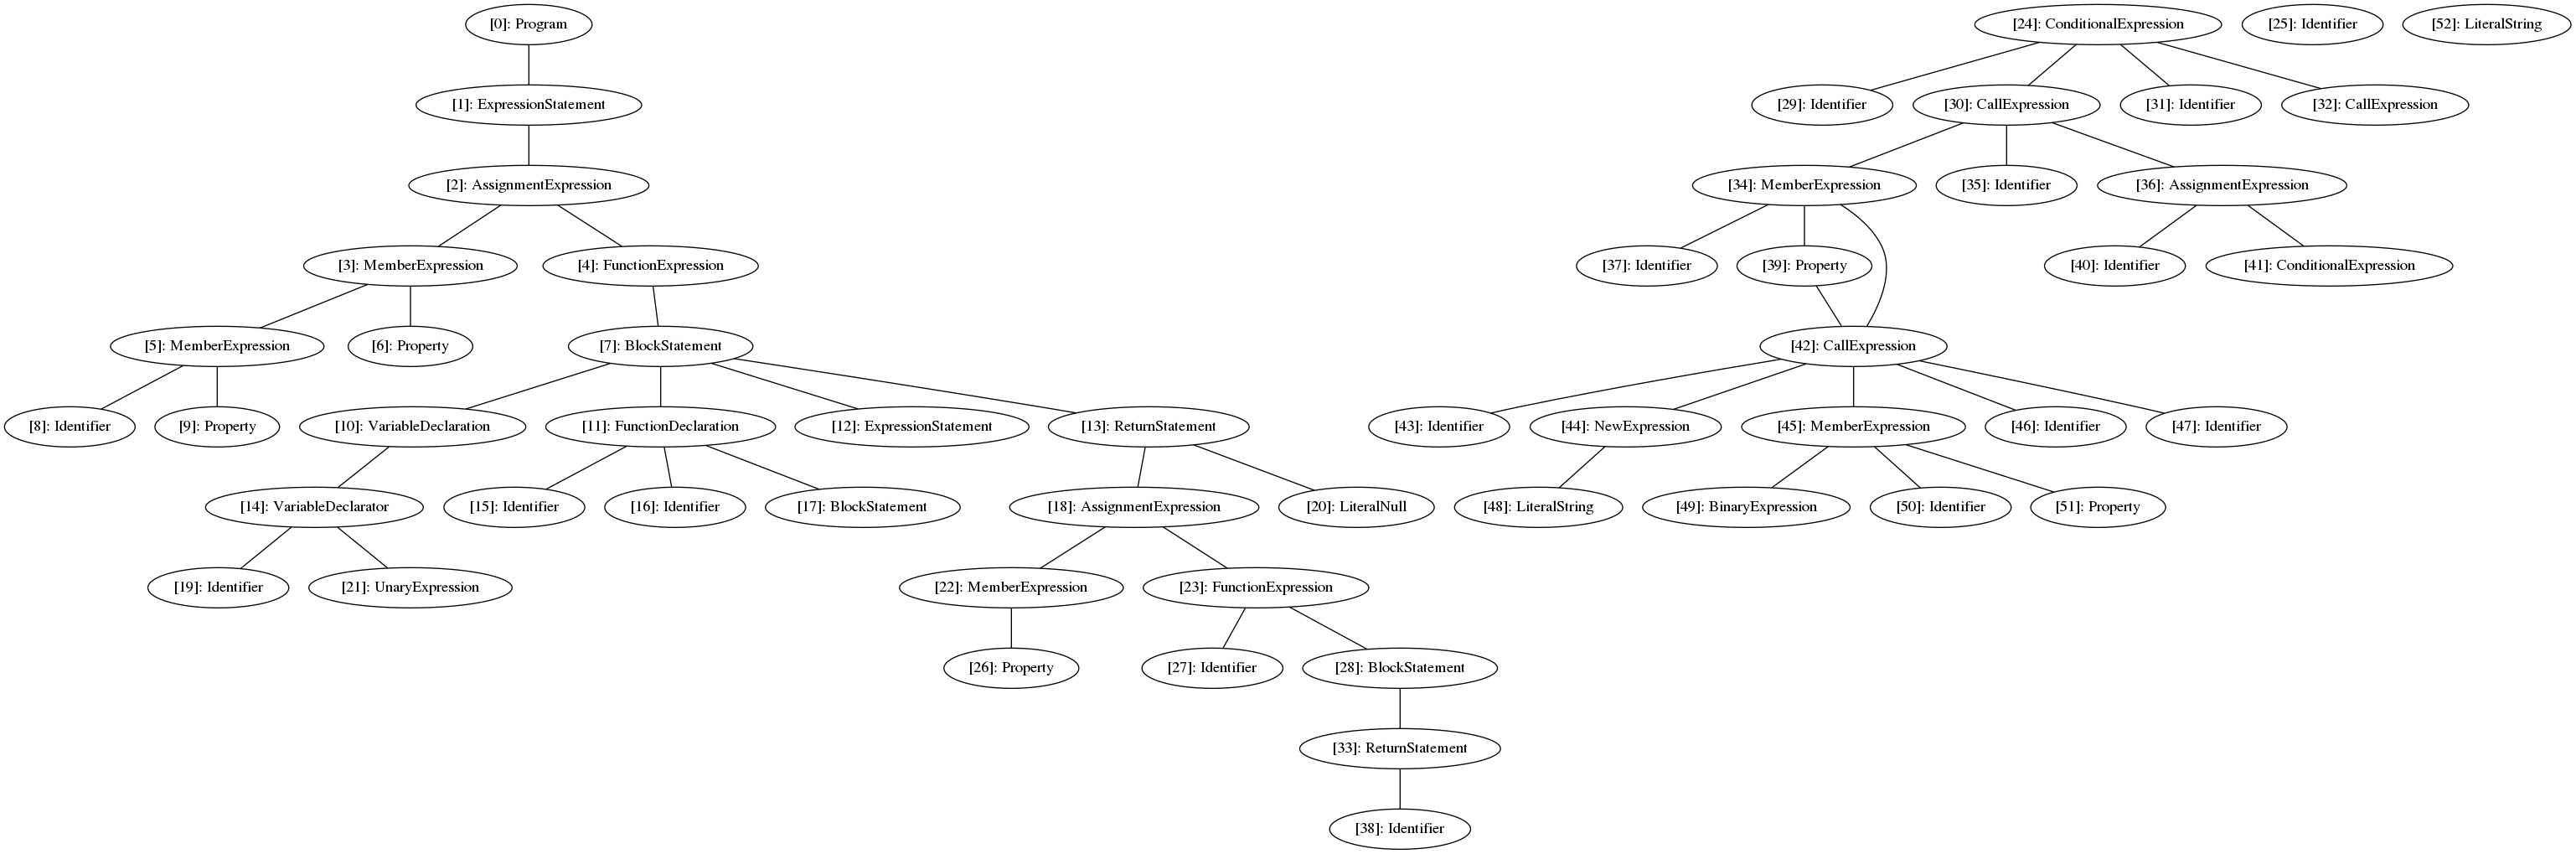 [0]: Program
[24]: ConditionalExpression
[25]: Identifier
[52]: LiteralString
[1]: ExpressionStatement
[29]: Identifier
[30]: CallExpression
[31]: Identifier
[32]: CallExpression
[2]: AssignmentExpression
[34]: MemberExpression
[35]: Identifier
[36]: AssignmentExpression
[3]: MemberExpression
[4]: FunctionExpression
[37]: Identifier
[39]: Property
[40]: Identifier
[41]: ConditionalExpression
[5]: MemberExpression
[6]: Property
[7]: BlockStatement
[42]: CallExpression
[8]: Identifier
[9]: Property
[10]: VariableDeclaration
[11]: FunctionDeclaration
[12]: ExpressionStatement
[13]: ReturnStatement
[43]: Identifier
[44]: NewExpression
[45]: MemberExpression
[46]: Identifier
[47]: Identifier
[14]: VariableDeclarator
[15]: Identifier
[16]: Identifier
[17]: BlockStatement
[18]: AssignmentExpression
[20]: LiteralNull
[48]: LiteralString
[49]: BinaryExpression
[50]: Identifier
[51]: Property
[19]: Identifier
[21]: UnaryExpression
[22]: MemberExpression
[23]: FunctionExpression
[26]: Property
[27]: Identifier
[28]: BlockStatement
[33]: ReturnStatement
[38]: Identifier